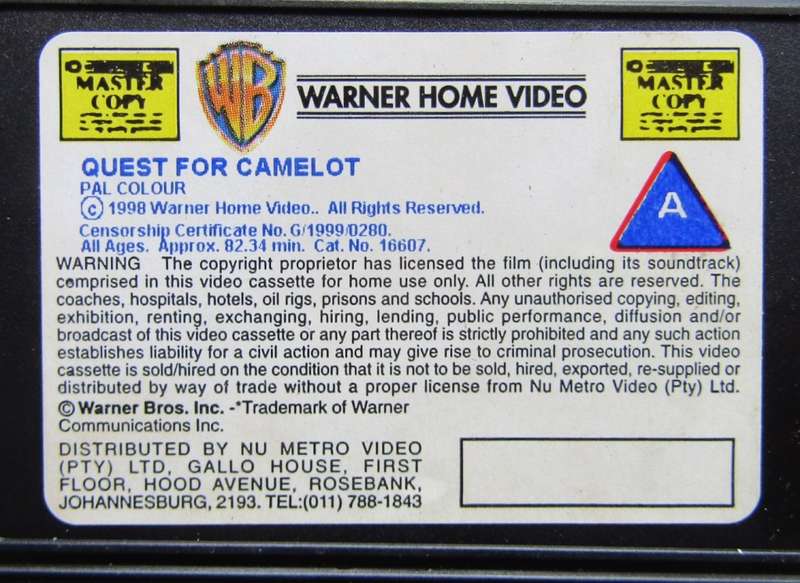 MASTER
COPY
WB
WARNER HOME VIDEO
MASTER
COPY
QUEST FOR CAMELOT
PAL COLOUR
© 1998 Warner Home Video.. All Rights Reserved.
Censorship Certificate No. G/1999/0280.
All Ages. Approx. 82.34 min. Cat. No. 16607.
A
WARNING The copyright proprietor has licensed the film (including its soundtrack)
comprised in this video cassette for home use only. All other rights are reserved. The
coaches, hospitals, hotels, oil rigs, prisons and schools. Any unauthorised copying, editing,
exhibition, renting, exchanging, hiring, lending, public performance, diffusion and/or
broadcast of this video cassette or any part thereof is strictly prohibited and any such action
establishes liability for a civil action and may give rise to criminal prosecution. This video
cassette is sold/hired on the condition that it is not to be sold, hired, exported, re-supplied or
distributed by way of trade without a proper license from Nu Metro Video (Pty) Ltd.
© Warner Bros. Inc. -*Trademark of Warner
Communications Inc.
DISTRIBUTED BY NU METRO VIDEO
(PTY) LTD, GALLO HOUSE, FIRST
FLOOR, HOOD AVENUE, ROSEBANK,
JOHANNESBURG, 2193. TEL:(011) 788-1843